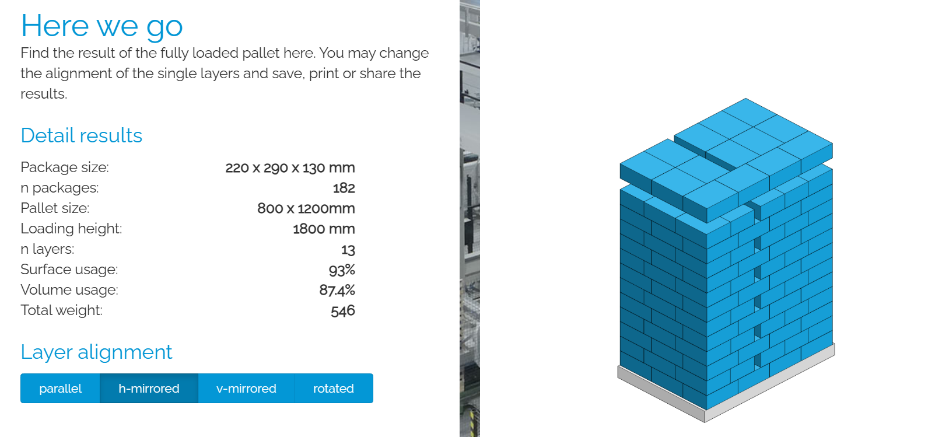 Here we go
Find the result of the fully loaded pallet here. You may change
the alignment of the single layers and save, print or share the
results.
Detail results
Package size: 220 x 290 x 130 mm
n packages: 182
Pallet size: 800 x 1200mm
Loading height: 1800 mm
n layers: 13
Surface usage: 93%
Volume usage: 87.4%
Total weight: 546
Layer alignment
parallel h-mirrored v-mirrored rotated